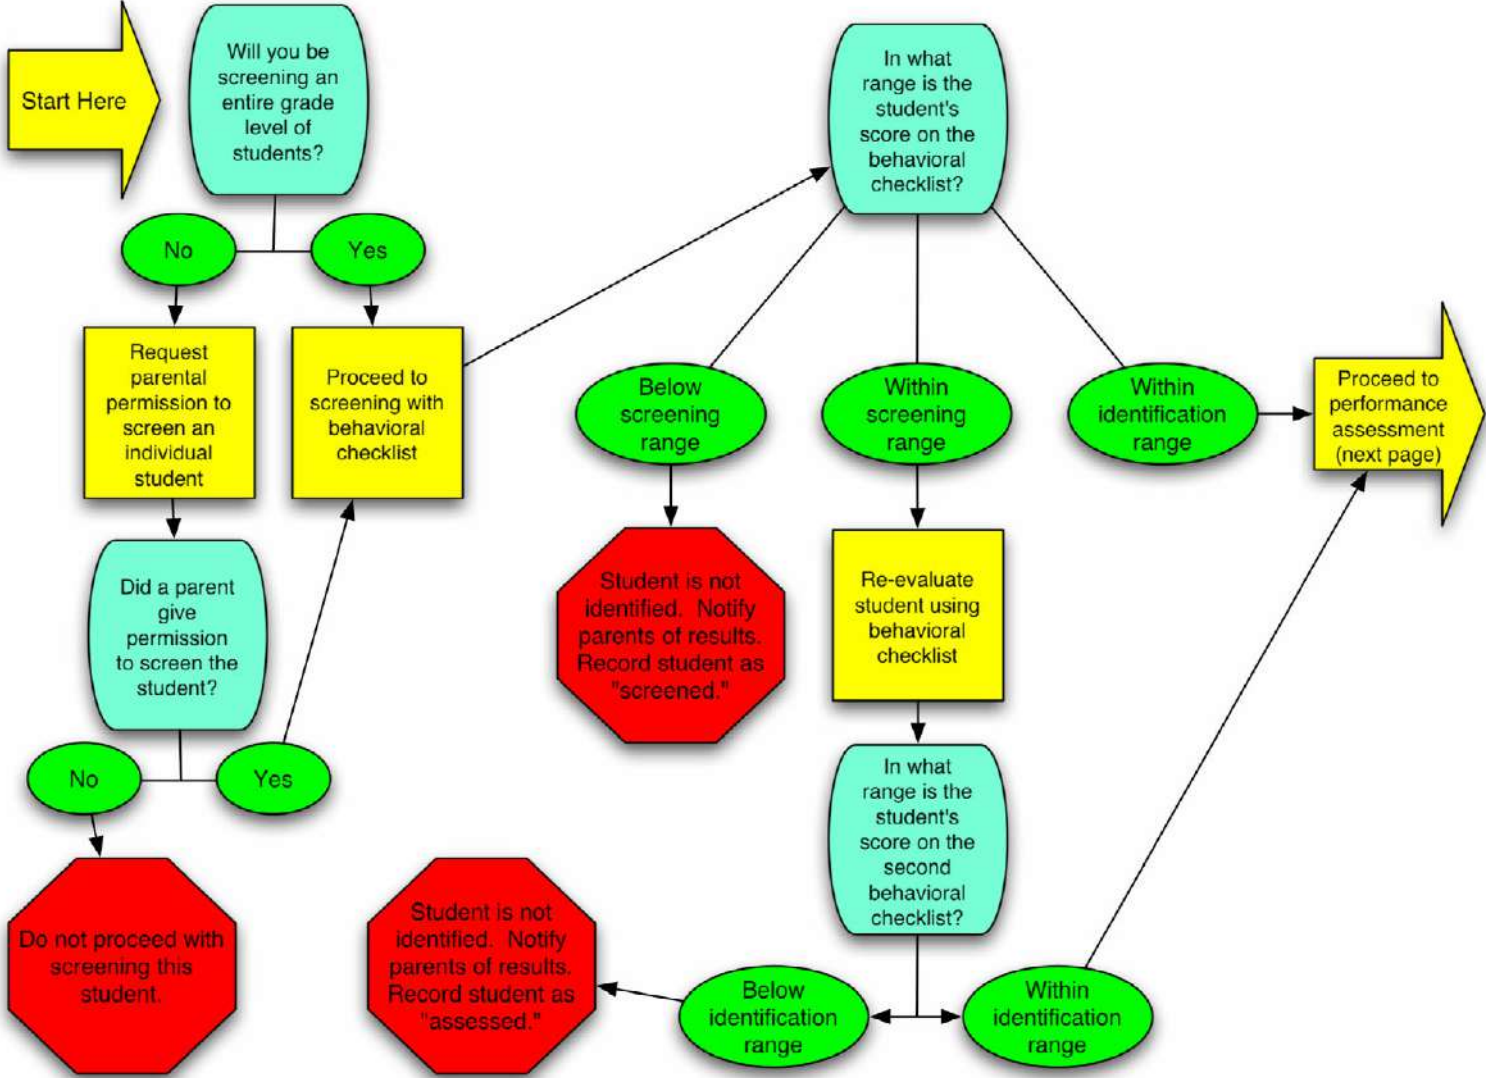 Start Here
Will you be
screening an
entire grade
level of
students?
No
Yes
Request
parental
permission to
screen an
individual
student
Proceed to
screening with
behavioral
checklist
Did a parent
give
permission
to screen the
student?
No
Yes
Do not proceed with
screening this
student.
In what
range is the
student's
score on the
behavioral
checklist?
Below
screening
range
Within
screening
range
Within
identification
range
Proceed to
performance
assessment
(next page)
Student is not
identified.  Notify
parents of results.
Record student as
"screened."
Re-evaluate
student using
behavioral
checklist
In what
range is the
student's
score on the
second
behavioral
checklist?
Below
identification
range
Within
identification
range
Student is not
identified.  Notify
parents of results.
Record student as
"assessed."